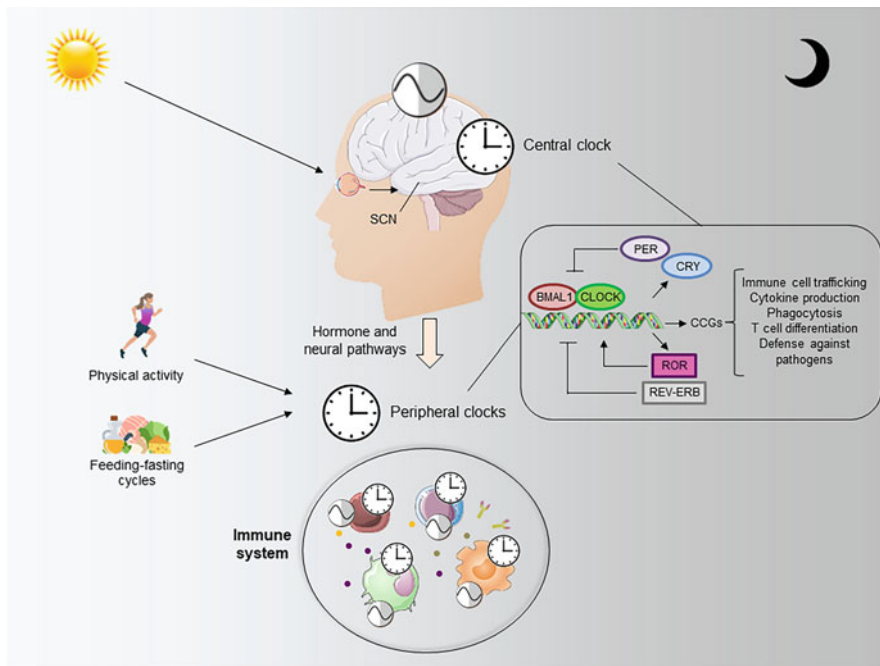 Central clock
SCN
PER
CRY
BMAL1
CLOCK
CCGs
Immune cell trafficking
Cytokine production
Phagocytosis
T cell differentiation
Defense against
pathogens
ROR
REV-ERB
Hormone and
neural pathways
Physical activity
Peripheral clocks
Feeding-fasting
cycles
Immune
system